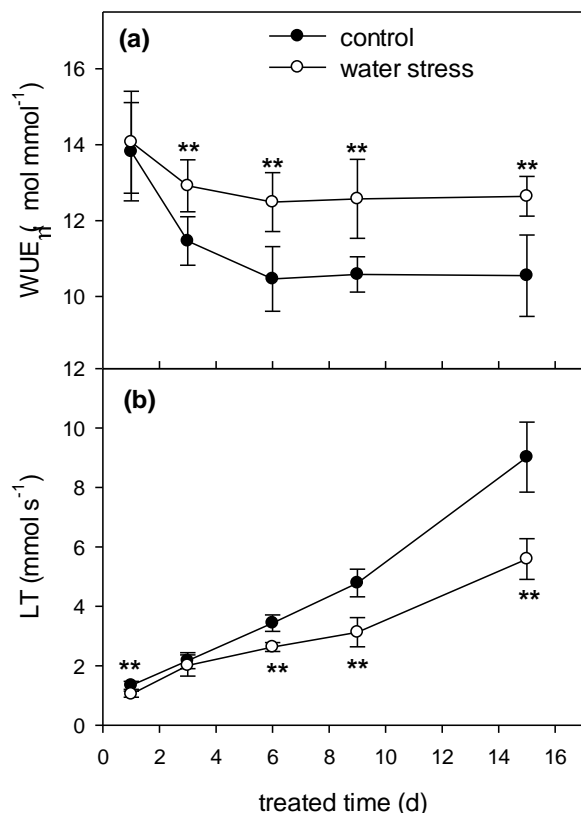 (a)
control
water stress
16
14
12
10
** ** ** **
WUE ( mol mmol⁻¹)
12
(b)
10
8
6
4
2
0
** ** ** **
LT (mmol s⁻¹)
0 2 4 6 8 10 12 14 16
treated time (d)